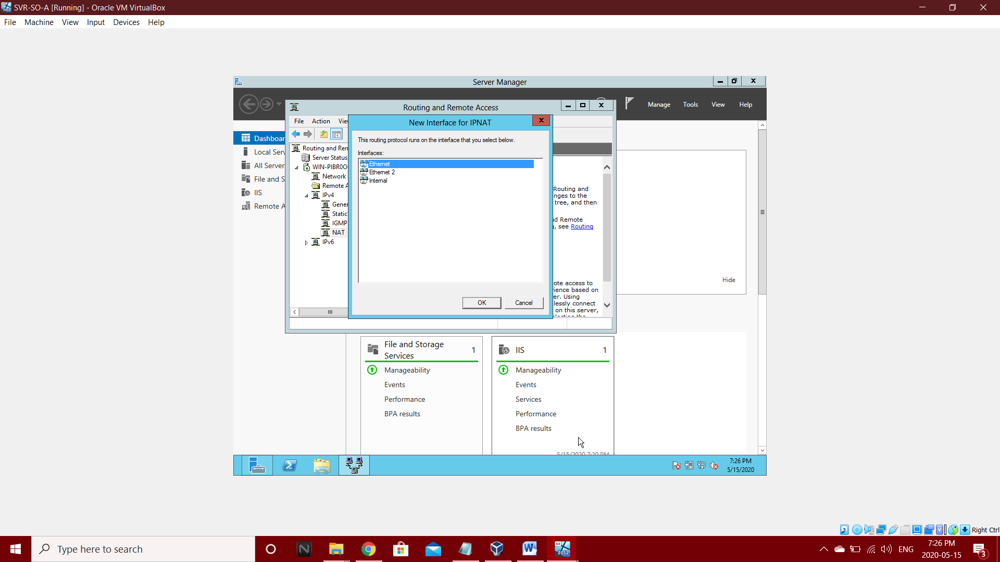 SVR-SO-A [Running] - Oracle VM VirtualBox
File Machine View Input Devices Help
Server Manager
Manage Tools View Help
Routing and Remote Access
File Action Vie
New Interface for IPNAT
This routing protocol runs on the interface that you select below.
Interfaces:
Ethernet
Ethernet 2
Internal
OK Cancel
Dashboar
Local Serv
All Server
File and S
IIS
Remote A
Routing and Ren
Server Status
WIN-PIBR0O
Network
Remote A
IPv4
Gener
Static
IGMP
NAT
IPv6
Routing and
nges to the
tree, and then
d Remote
, see Routing
ote access to
ience based on
er. Using
lessly connect
on this server,
Hide
File and Storage
Services 1
Manageability
Events
Performance
BPA results
IIS 1
Manageability
Events
Services
Performance
BPA results
5/15/2020 7:20 PM
7:26 PM
5/15/2020
Right Ctrl
Type here to search
2012
ENG
7:26 PM
2020-05-15
3